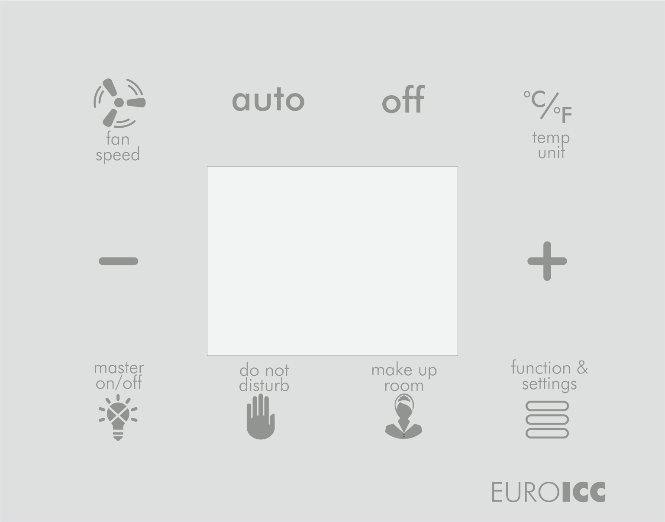 auto
off
°C/°F
fan
speed
temp
unit
master
on/off
do not
disturb
make up
room
function &
settings
EUROICC